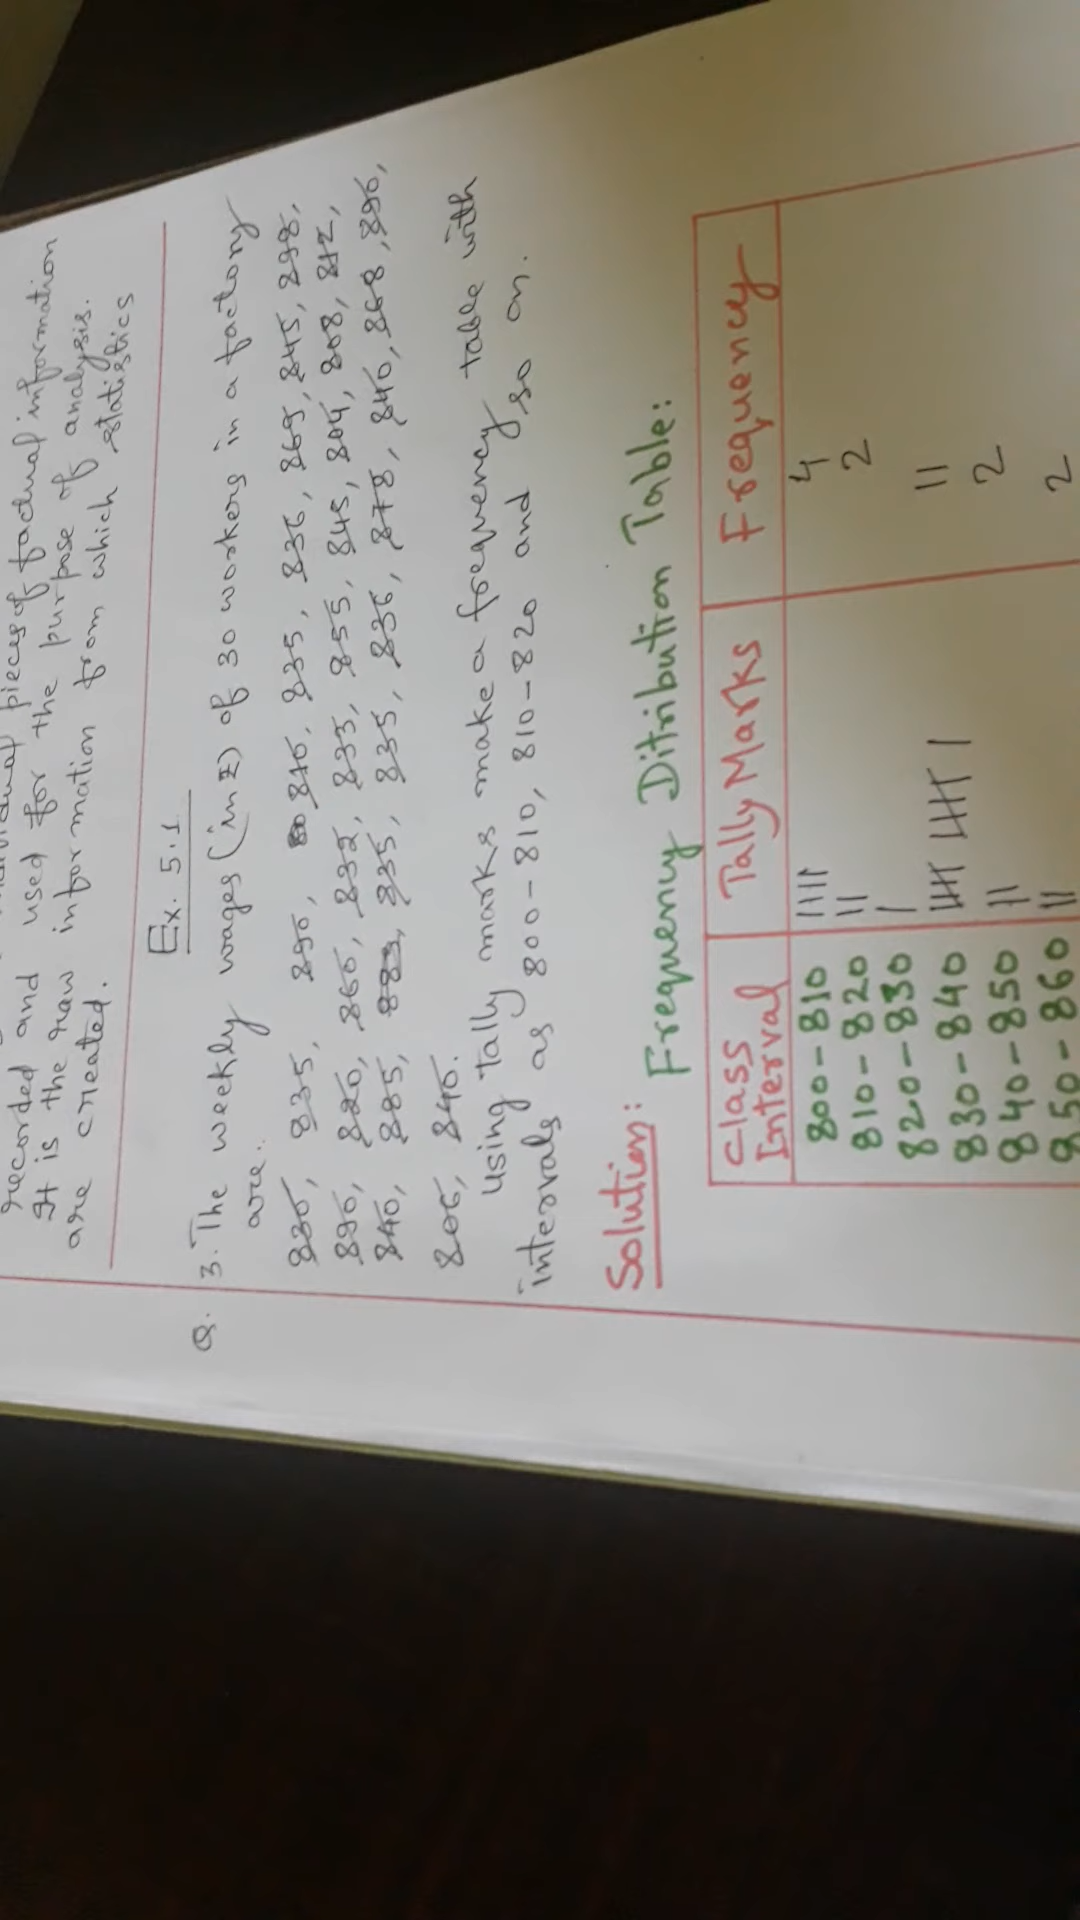 pieces of factual information
recorded and used for the purpose of analysis.
It is the raw information from which statistics
are created.
Ex. 5.1
Q. 3. The weekly wages (in ₹) of 30 workers in a factory
are.
830, 835, 890, 810, 835, 836, 869, 845, 898,
890, 820, 860, 832, 833, 855, 845, 804, 808, 812,
840, 885, 835, 835, 836, 878, 840, 868, 890,
806, 840.
Using tally marks make a frequency table with
intervals as 800-810, 810-820 and so on.
Solution:
Frequency Ditribution Table:
Class Interval Tally Marks Frequency
800-810 |||| 4
810-820 || 2
820-830 |
830-840 𝍸 𝍸 | 11
840-850 || 2
850-860 || 2